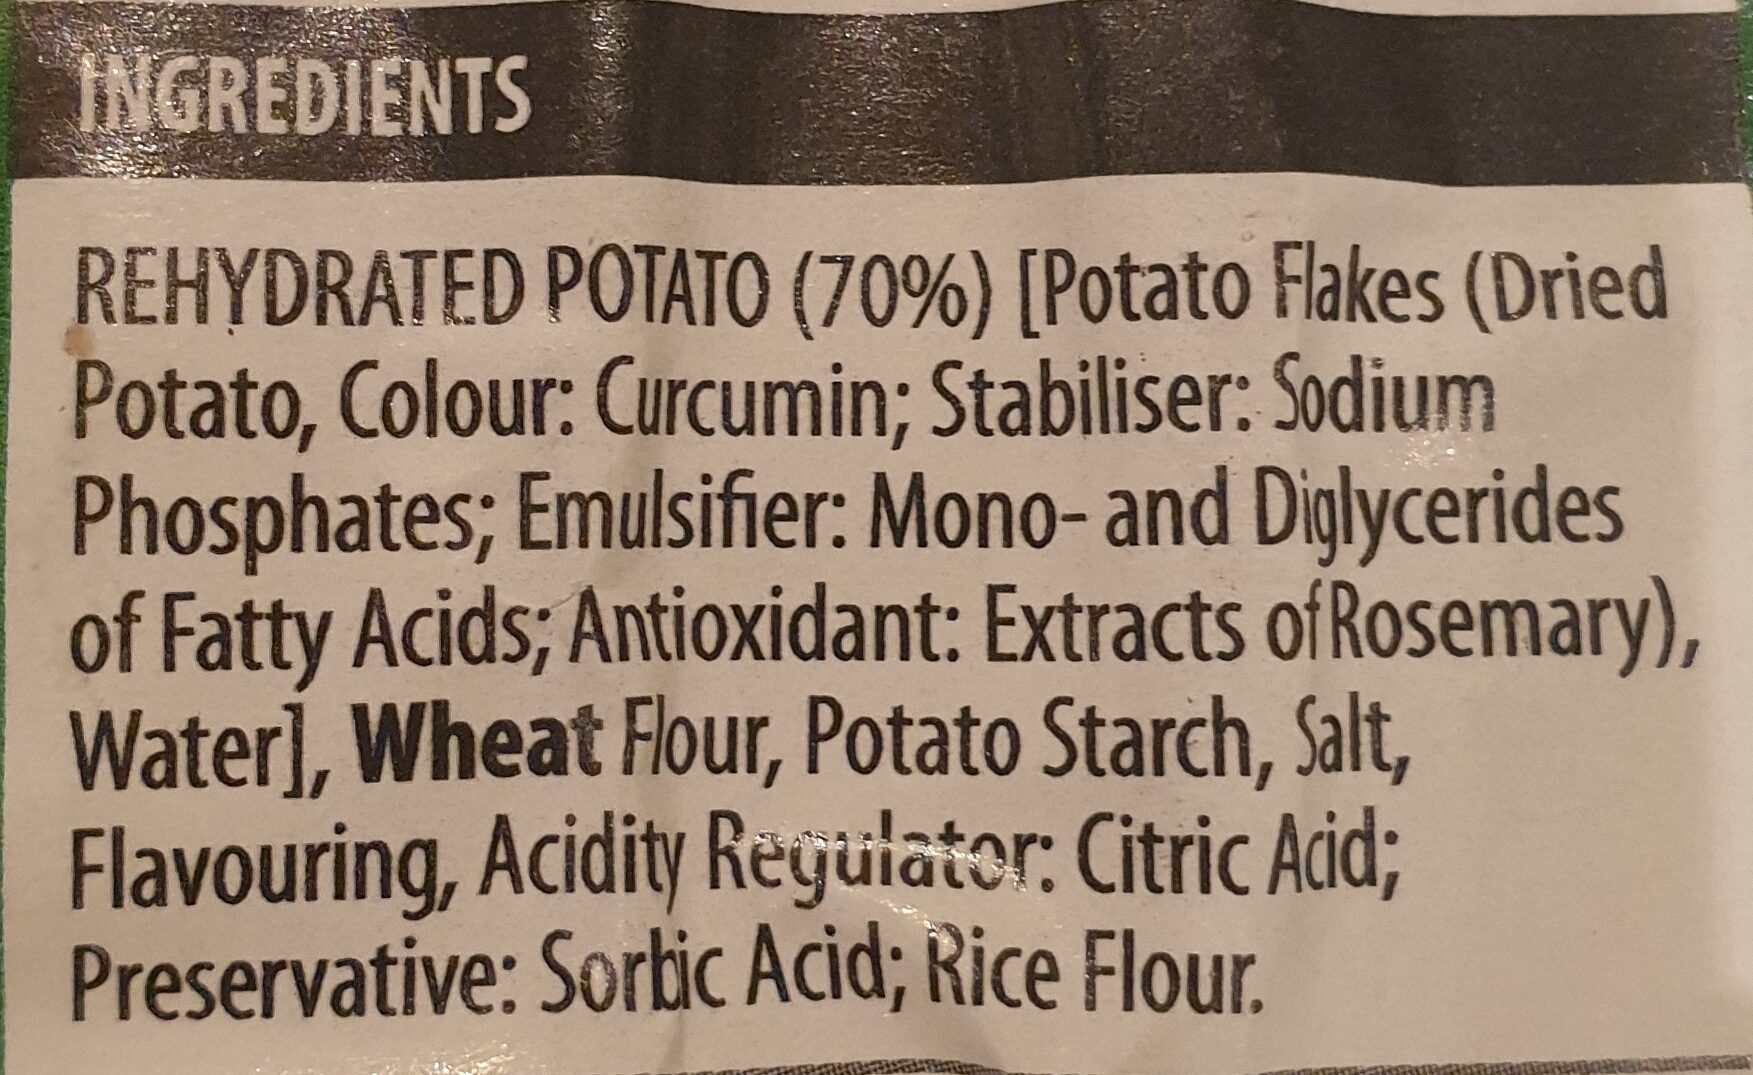 INGREDIENTS
REHYDRATED POTATO (70%) [Potato Flakes (Dried
Potato, Colour: Curcumin; Stabiliser: Sodium
Phosphates; Emulsifier: Mono- and Diglycerides
of Fatty Acids; Antioxidant: Extracts of Rosemary),
Water], Wheat Flour, Potato Starch, Salt,
Flavouring, Acidity Regulator: Citric Acid;
Preservative: Sorbic Acid; Rice Flour.